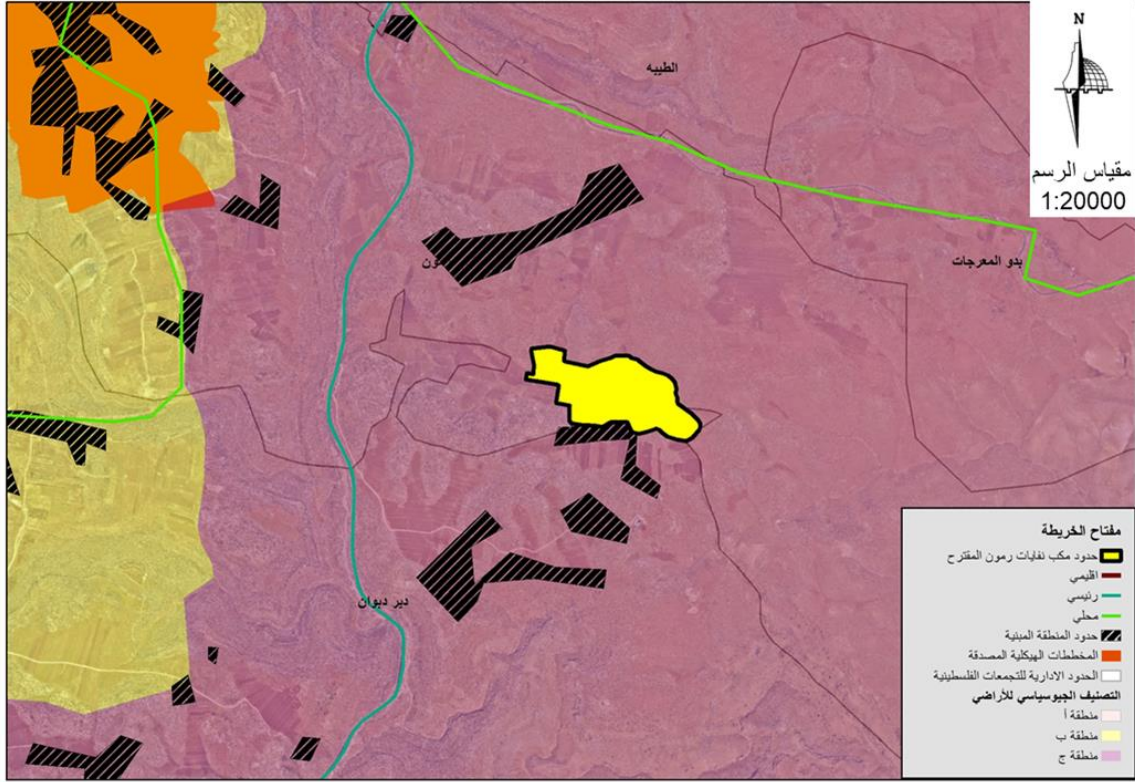 N
مقياس الرسم
1:20000
الطيبه
بدو المعرجات
ون
دير دبوان
مفتاح الخريطة
حدود مكب نفايات رمون المقترح
اقليمي
رئيسي
محلي
حدود المنطقة المبنية
المخططات الهيكلية المصدقة
الحدود الادارية للتجمعات الفلسطينية
التصنيف الجيوسياسي للأراضي
منطقة أ
منطقة ب
منطقة ج